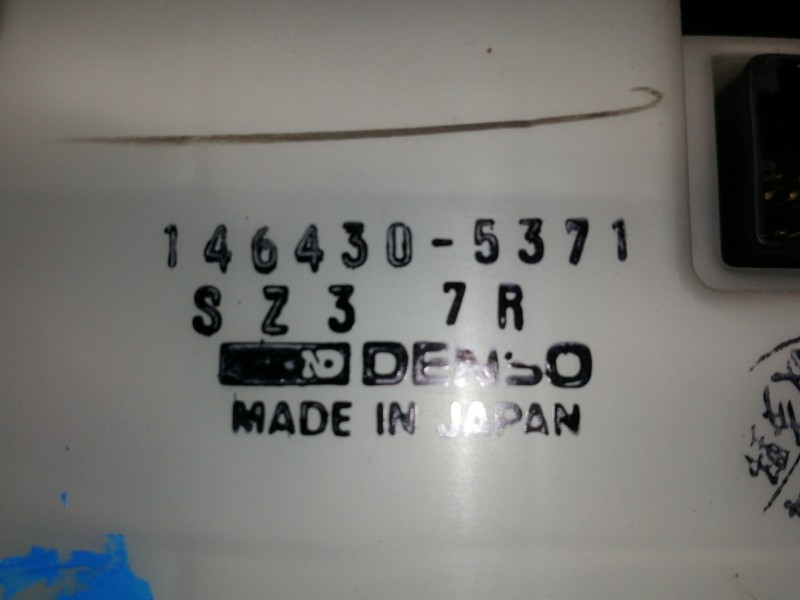 146430-5371
SZ3 7R
DENSO
MADE IN JAPAN